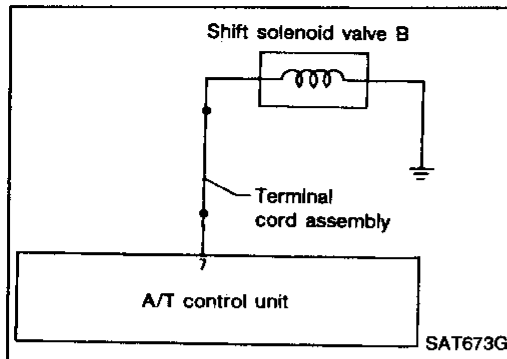 Shift solenoid valve B
Terminal
cord assembly
7
A/T control unit
SAT673G